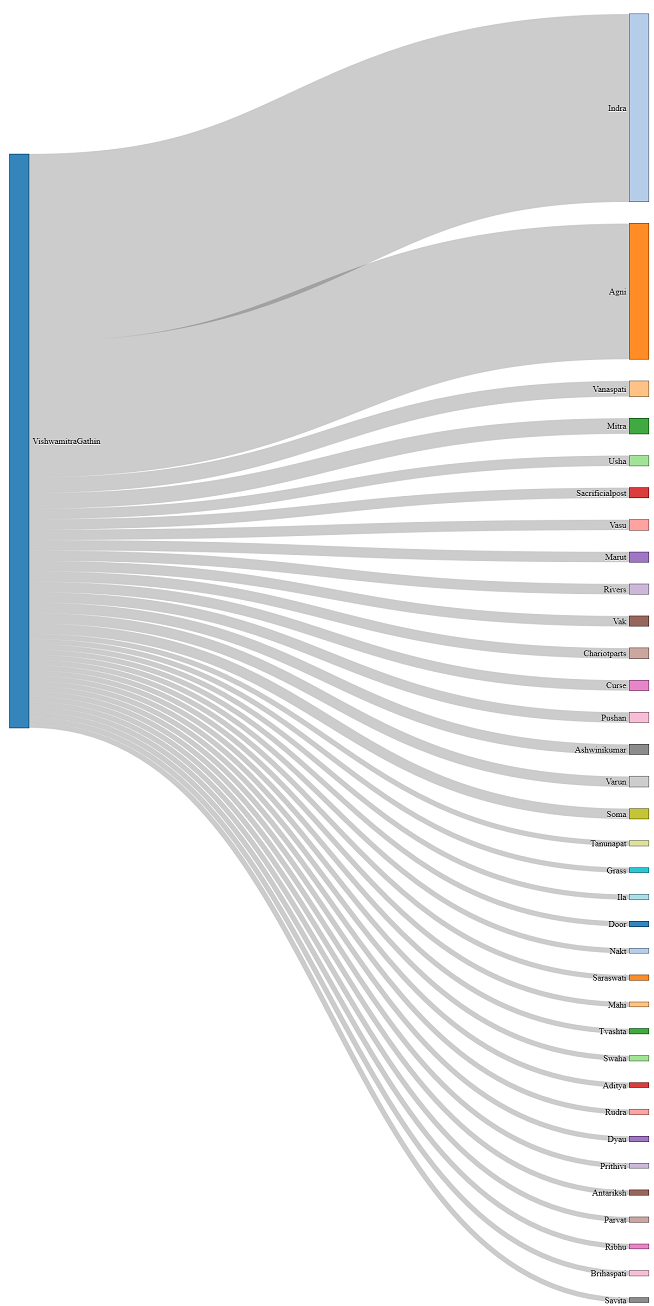 Indra
Agni
Vanaspati
Mitra
VishwamitraGathin
Usha
Sacrificialpost
Vasu
Marut
Rivers
Vak
Chariotparts
Curse
Pushan
Ashwinikumar
Varun
Soma
Tanunapat
Grass
Ila
Door
Nakt
Saraswati
Mahi
Tvashta
Swaha
Aditya
Rudra
Dyau
Prithivi
Antariksh
Parvat
Ribhu
Brihaspati
Savita